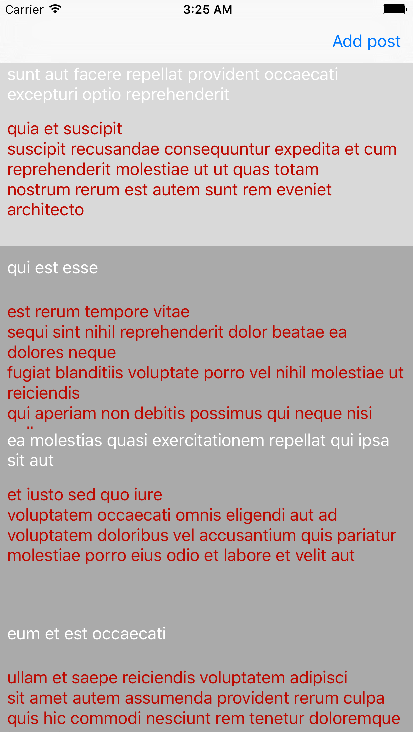 Carrier 3:25 AM
Add post
sunt aut facere repellat provident occaecati
excepturi optio reprehenderit
quia et suscipit
suscipit recusandae consequuntur expedita et cum
reprehenderit molestiae ut ut quas totam
nostrum rerum est autem sunt rem eveniet
architecto
qui est esse
est rerum tempore vitae
sequi sint nihil reprehenderit dolor beatae ea
dolores neque
fugiat blanditiis voluptate porro vel nihil molestiae ut
reiciendis
qui aperiam non debitis possimus qui neque nisi
ea molestias quasi exercitationem repellat qui ipsa
sit aut
et iusto sed quo iure
voluptatem occaecati omnis eligendi aut ad
voluptatem doloribus vel accusantium quis pariatur
molestiae porro eius odio et labore et velit aut
eum et est occaecati
ullam et saepe reiciendis voluptatem adipisci
sit amet autem assumenda provident rerum culpa
quis hic commodi nesciunt rem tenetur doloremque